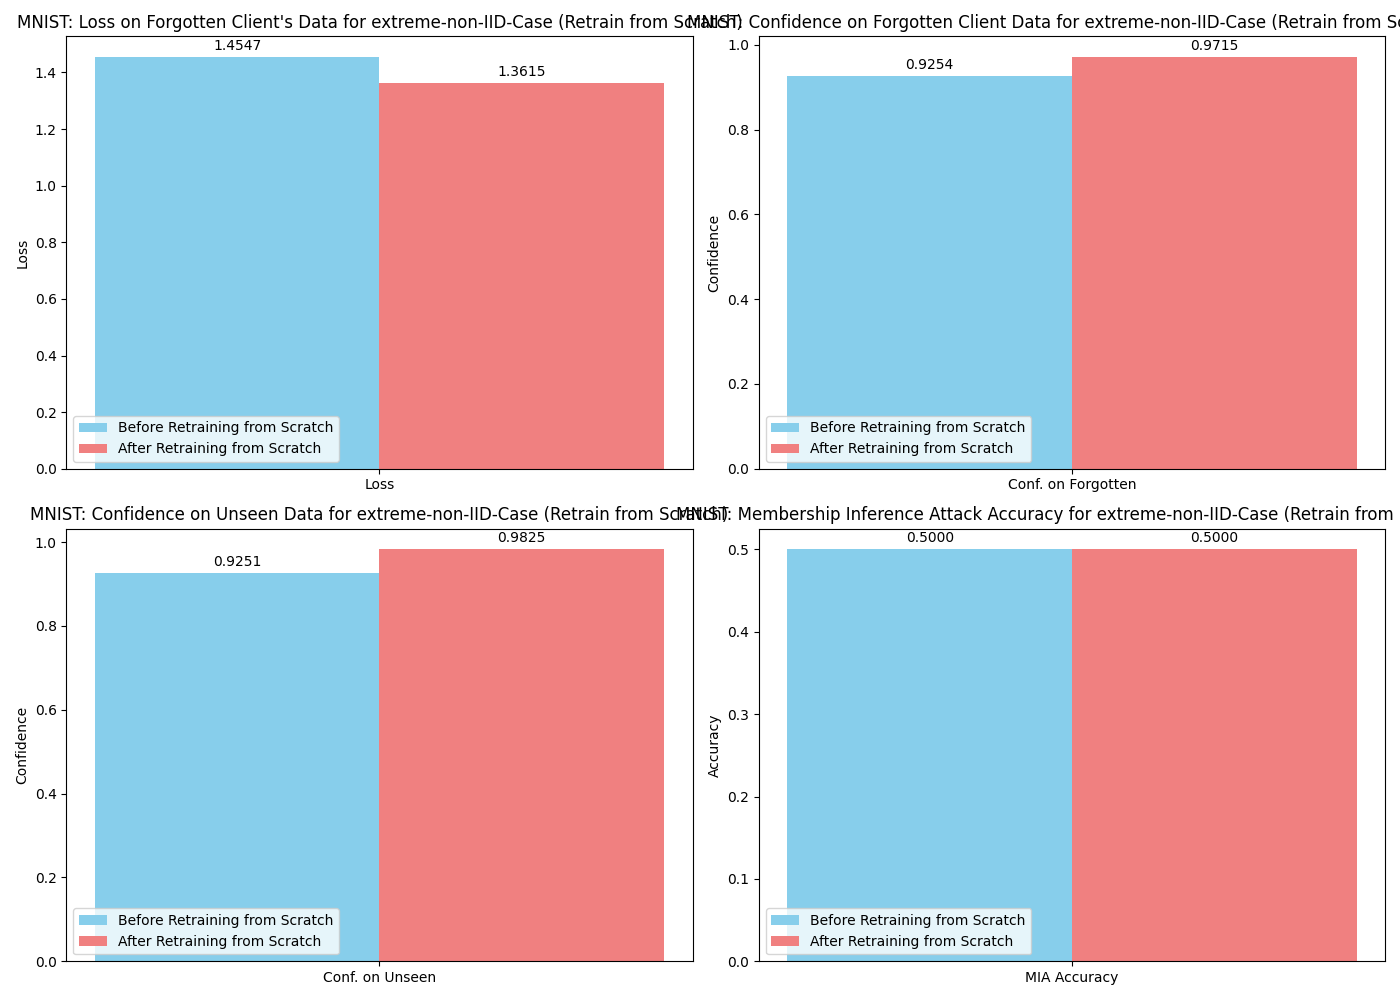 MNIST: Loss on Forgotten Client's Data for extreme-non-IID-Case (Retrain from Scratch)
1.4547
1.3615
1.4
1.2
1.0
0.8
0.6
0.4
0.2
0.0
Loss
Before Retraining from Scratch
After Retraining from Scratch
Loss
MNIST: Confidence on Forgotten Client Data for extreme-non-IID-Case (Retrain from
0.9254
0.9715
1.0
0.8
0.6
0.4
0.2
0.0
Confidence
Before Retraining from Scratch
After Retraining from Scratch
Conf. on Forgotten
MNIST: Confidence on Unseen Data for extreme-non-IID-Case (Retrain from Scratch)
0.9251
0.9825
1.0
0.8
0.6
0.4
0.2
0.0
Confidence
Before Retraining from Scratch
After Retraining from Scratch
Conf. on Unseen
MNIST: Membership Inference Attack Accuracy for extreme-non-IID-Case (Retrain from
0.5000
0.5000
0.5
0.4
0.3
0.2
0.1
0.0
Accuracy
Before Retraining from Scratch
After Retraining from Scratch
MIA Accuracy